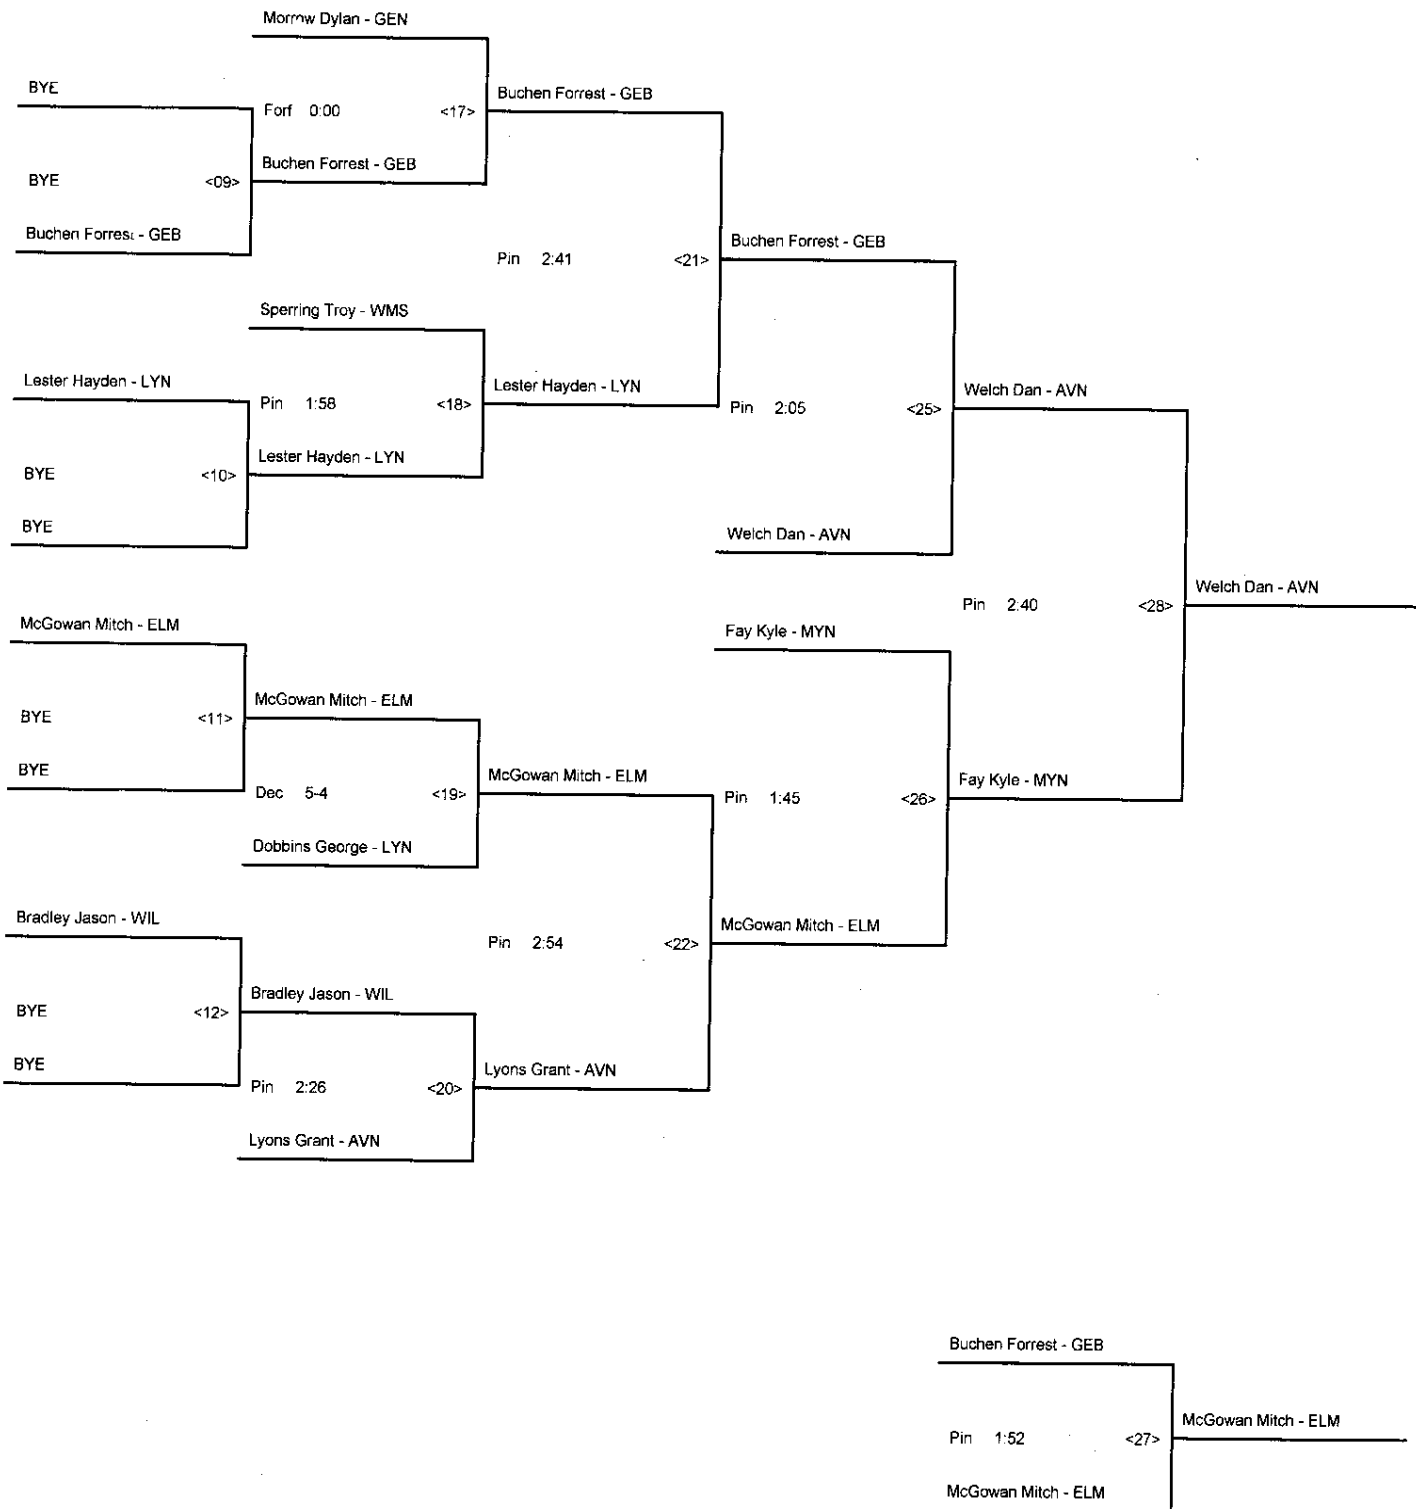 Morrow Dylan - GEN
BYE
Buchen Forrest - GEB
Forf 0:00 <17>
Buchen Forrest - GEB
BYE <09>
Buchen Forrest - GEB
Buchen Forrest - GEB
Pin 2:41 <21>
Sperring Troy - WMS
Lester Hayden - LYN
Lester Hayden - LYN
Welch Dan - AVN
Pin 1:58 <18>
Pin 2:05 <25>
Lester Hayden - LYN
BYE <10>
BYE
Welch Dan - AVN
Welch Dan - AVN
Pin 2:40 <28>
McGowan Mitch - ELM
Fay Kyle - MYN
McGowan Mitch - ELM
BYE <11>
BYE
McGowan Mitch - ELM
Fay Kyle - MYN
Dec 5-4 <19>
Pin 1:45 <26>
Dobbins George - LYN
Bradley Jason - WIL
McGowan Mitch - ELM
Pin 2:54 <22>
Bradley Jason - WIL
BYE <12>
BYE
Lyons Grant - AVN
Pin 2:26 <20>
Lyons Grant - AVN
Buchen Forrest - GEB
McGowan Mitch - ELM
Pin 1:52 <27>
McGowan Mitch - ELM